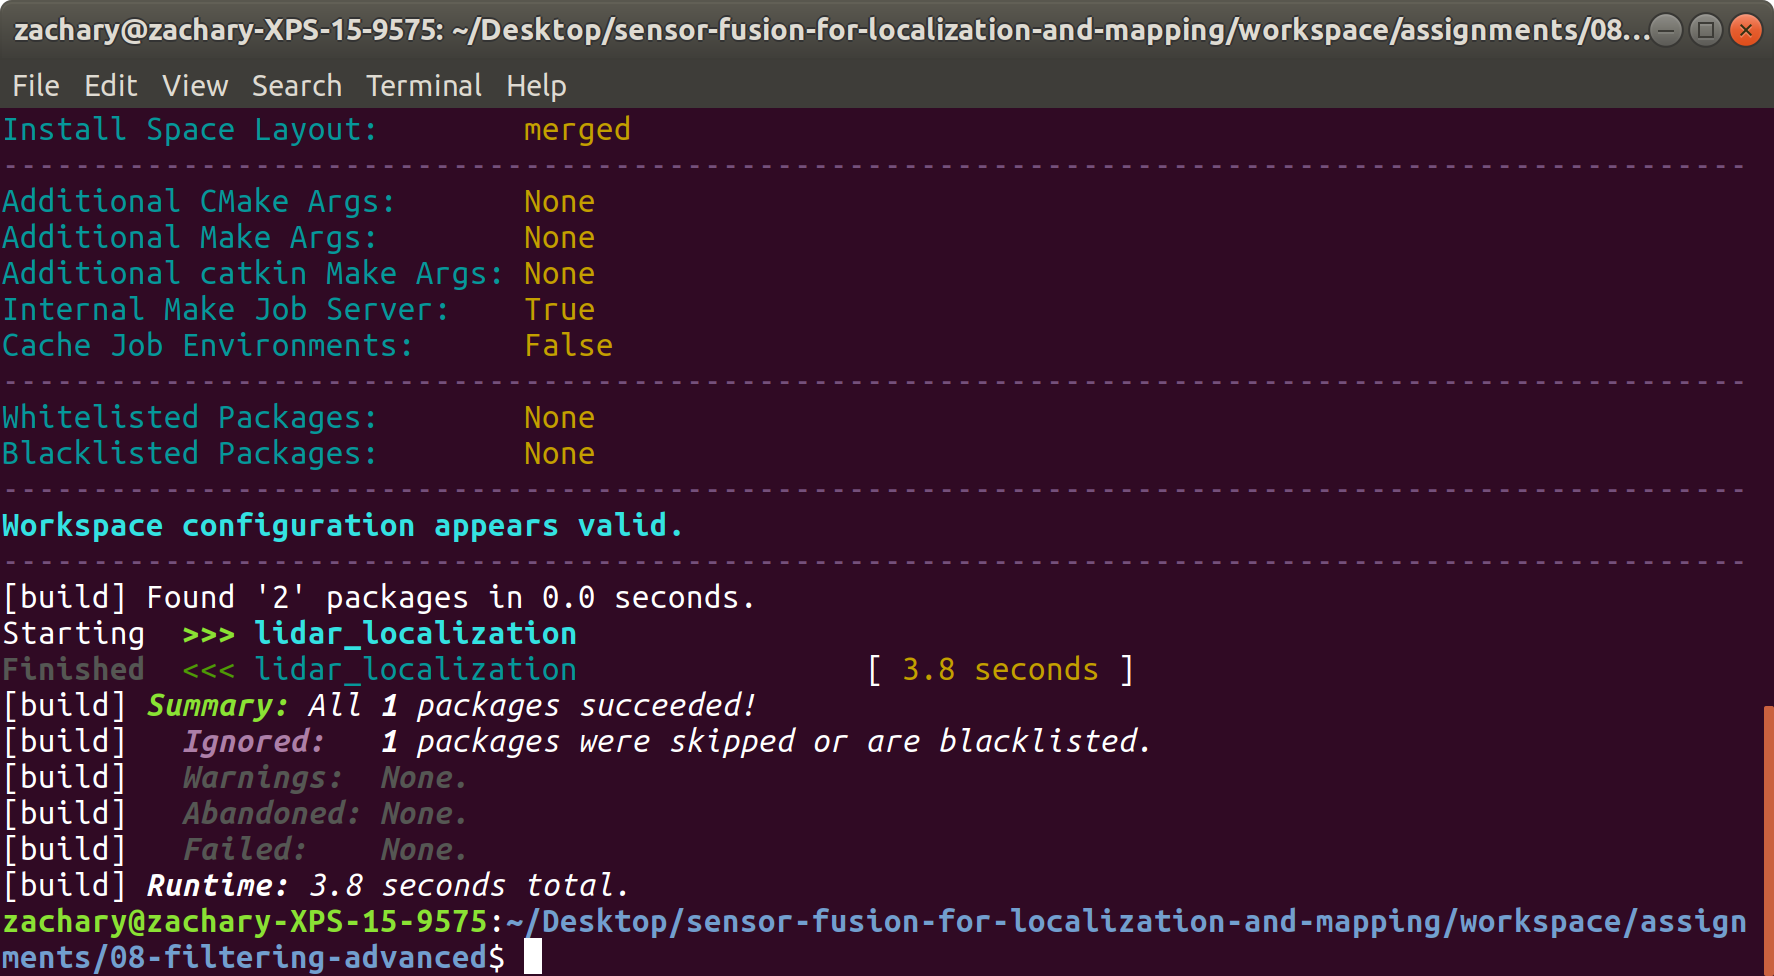 zachary@zachary-XPS-15-9575: ~/Desktop/sensor-fusion-for-localization-and-mapping/workspace/assignments/08...
File Edit View Search Terminal Help
Install Space Layout:        merged
-------------------------------------------------------------------------------------------------
Additional CMake Args:       None
Additional Make Args:        None
Additional catkin Make Args: None
Internal Make Job Server:    True
Cache Job Environments:      False
-------------------------------------------------------------------------------------------------
Whitelisted Packages:        None
Blacklisted Packages:        None
-------------------------------------------------------------------------------------------------
Workspace configuration appears valid.
-------------------------------------------------------------------------------------------------
[build] Found '2' packages in 0.0 seconds.
Starting  >>> lidar_localization
Finished  <<< lidar_localization                [ 3.8 seconds ]
[build] Summary: All 1 packages succeeded!
[build]   Ignored:   1 packages were skipped or are blacklisted.
[build]   Warnings:  None.
[build]   Abandoned: None.
[build]   Failed:    None.
[build] Runtime: 3.8 seconds total.
zachary@zachary-XPS-15-9575:~/Desktop/sensor-fusion-for-localization-and-mapping/workspace/assign
ments/08-filtering-advanced$